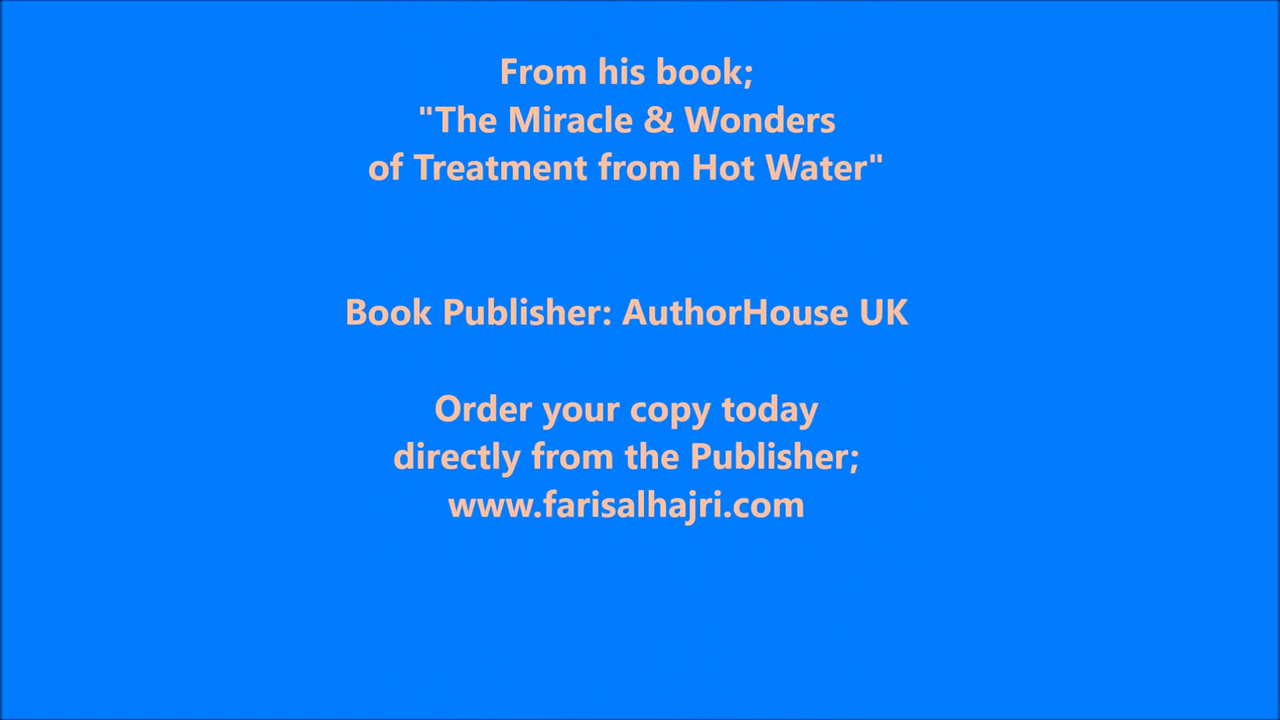 From his book;
"The Miracle & Wonders
of Treatment from Hot Water"
Book Publisher: AuthorHouse UK
Order your copy today
directly from the Publisher;
www.farisalhajri.com